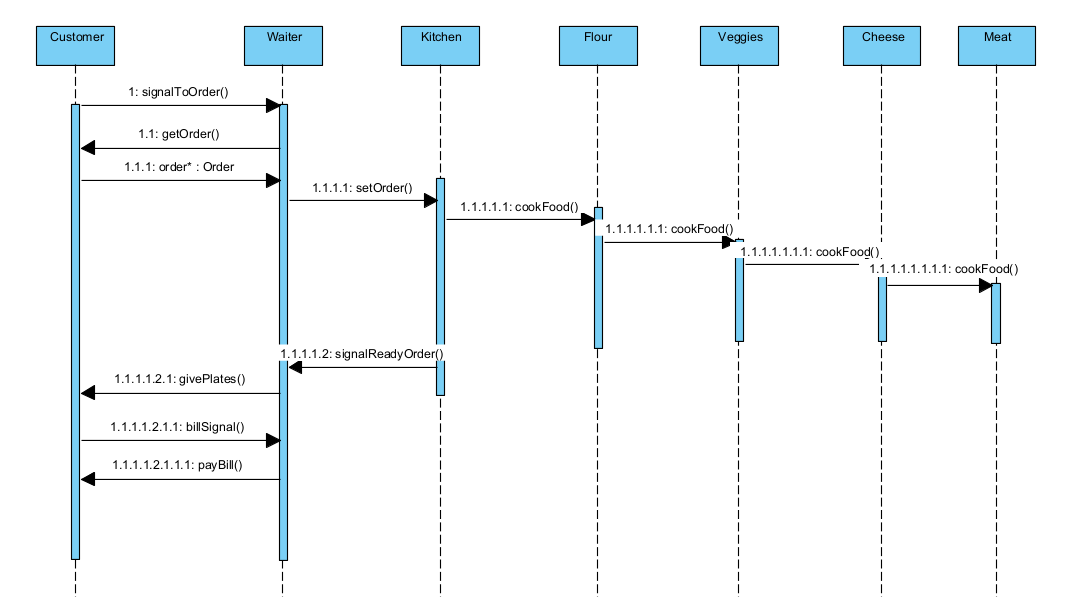 Customer
Waiter
Kitchen
Flour
Veggies
Cheese
Meat
1: signalToOrder()
1.1: getOrder()
1.1.1: order* : Order
1.1.1.1: setOrder()
1.1.1.1.1: cookFood()
1.1.1.1.1.1: cookFood()
1.1.1.1.1.1.1: cookFood()
1.1.1.1.1.1.1.1: cookFood()
1.1.1.1.2: signalReadyOrder()
1.1.1.1.2.1: givePlates()
1.1.1.1.2.1.1: billSignal()
1.1.1.1.2.1.1.1: payBill()